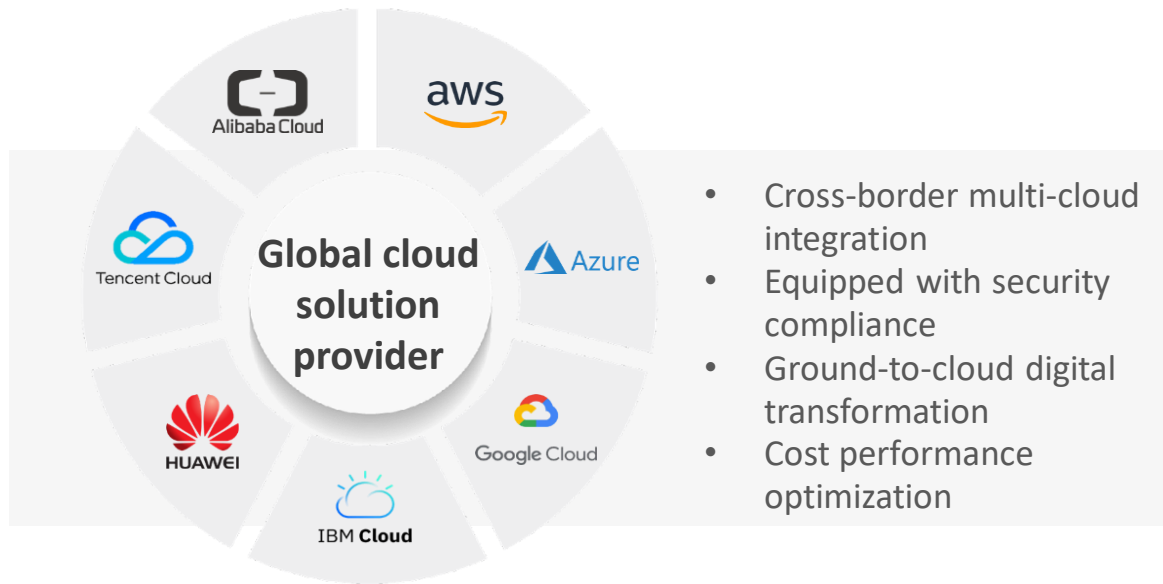 Alibaba Cloud
aws
Tencent Cloud
Azure
Global cloud
solution
provider
HUAWEI
Google Cloud
IBM Cloud
• Cross-border multi-cloud
integration
• Equipped with security
compliance
• Ground-to-cloud digital
transformation
• Cost performance
optimization